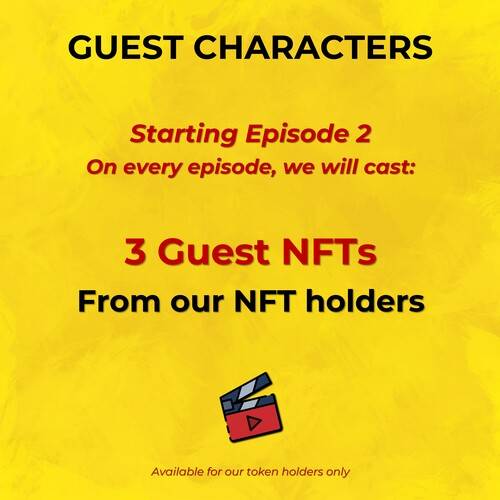 GUEST CHARACTERS
Starting Episode 2
On every episode, we will cast:
3 Guest NFTs
From our NFT holders
Available for our token holders only